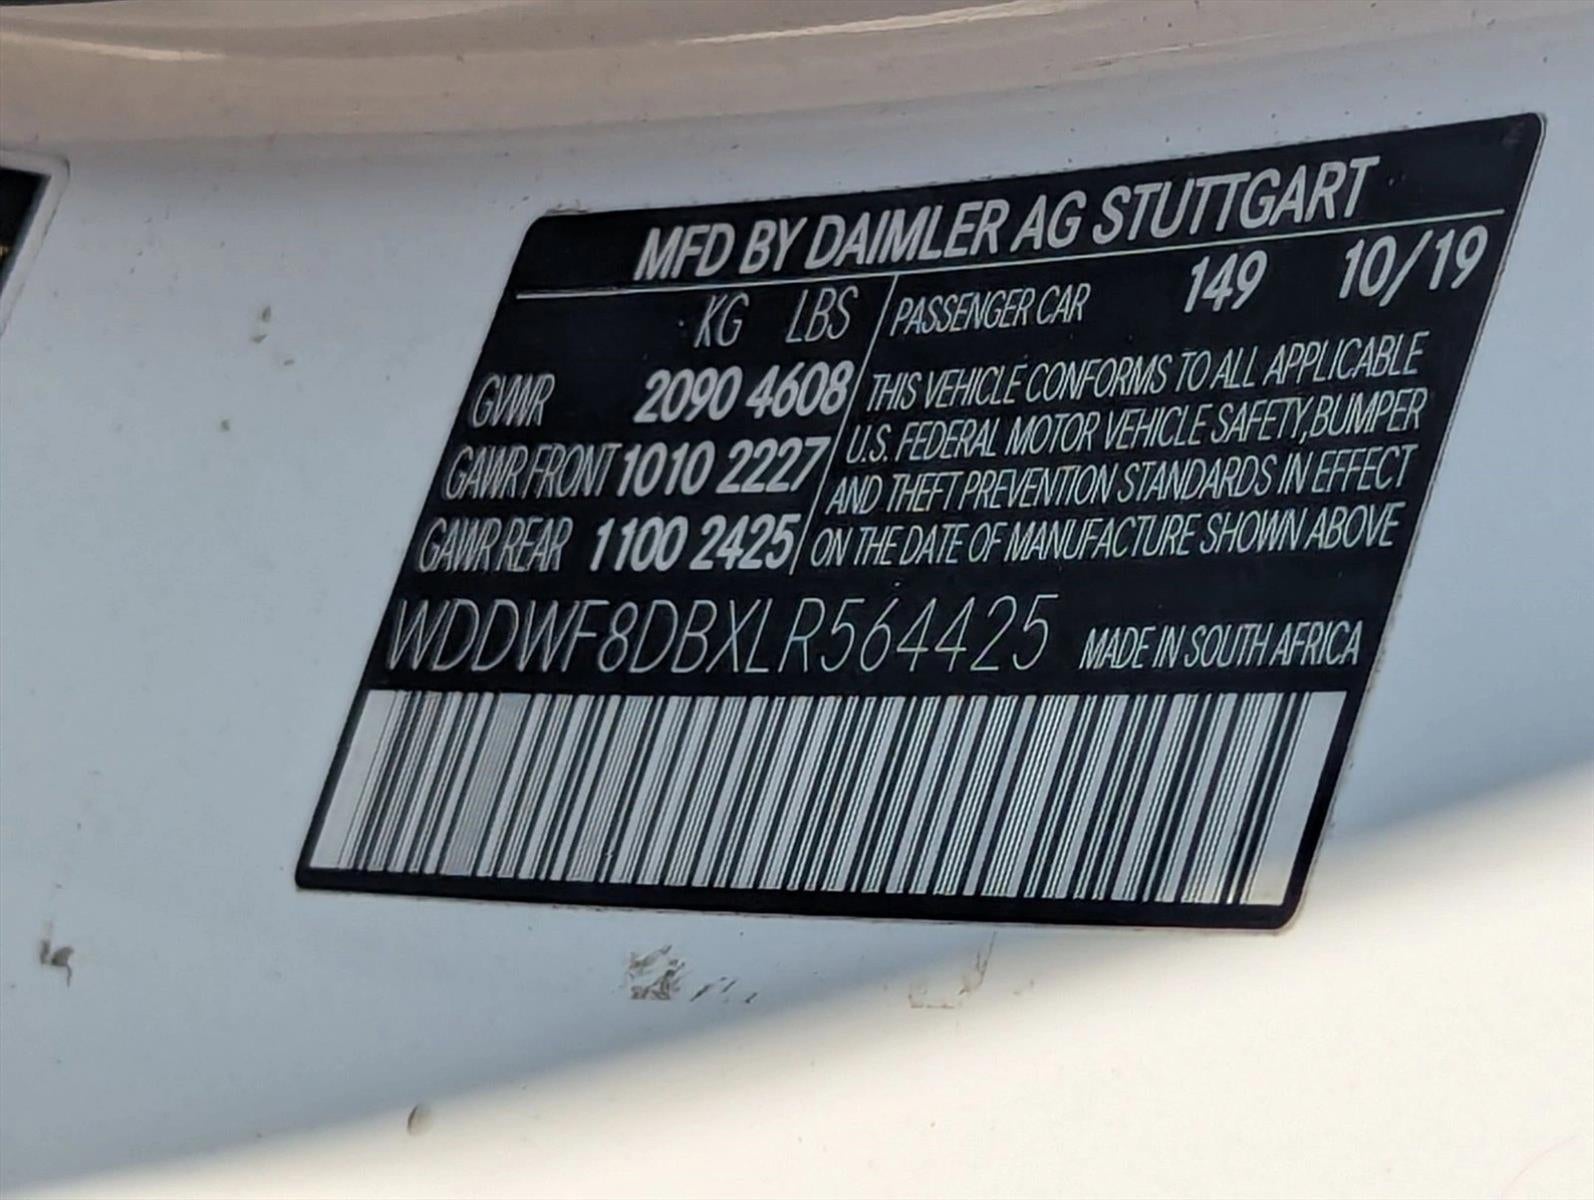 MFD BY DAIMLER AG STUTTGART
KG LBS PASSENGER CAR 149 10/19
GVWR 2090 4608 THIS VEHICLE CONFORMS TO ALL APPLICABLE
GAWR FRONT 1010 2227 U.S. FEDERAL MOTOR VEHICLE SAFETY, BUMPER
AND THEFT PREVENTION STANDARDS IN EFFECT
GAWR REAR 1100 2425 ON THE DATE OF MANUFACTURE SHOWN ABOVE
WDDWF8DBXLR564425 MADE IN SOUTH AFRICA